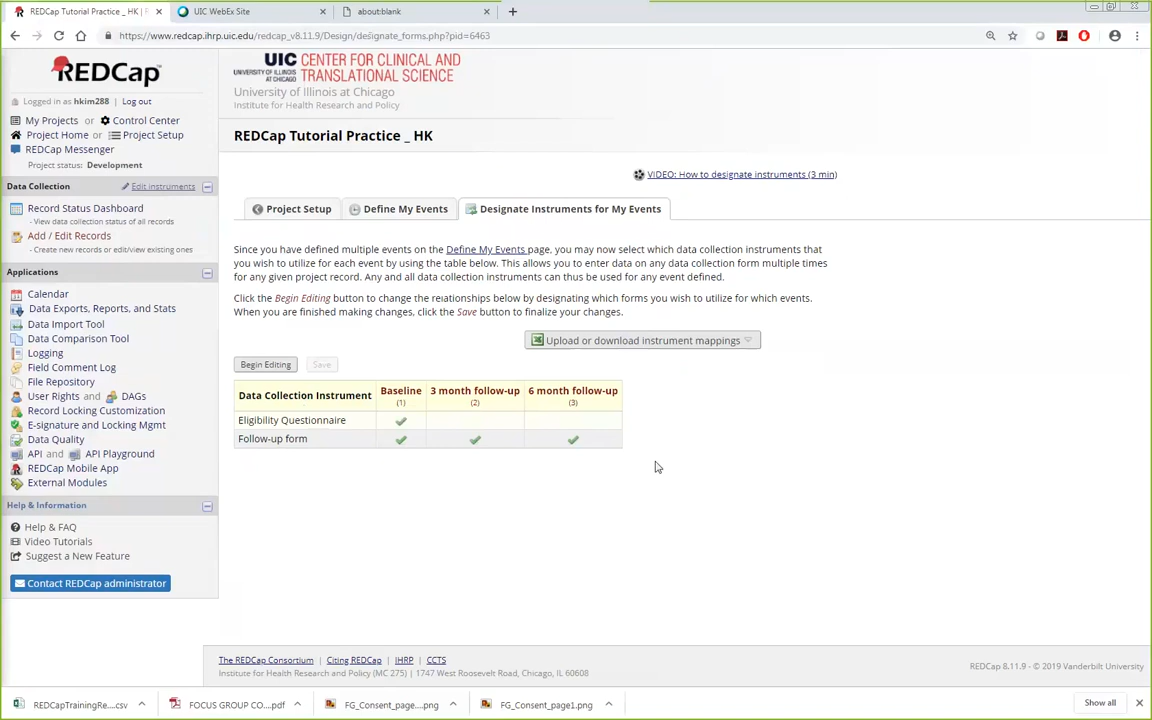 REDCap Tutorial Practice _ HK | R
UIC WebEx Site
about:blank
https://www.redcap.ihrp.uic.edu/redcap_v8.11.9/Design/designate_forms.php?pid=6463
REDCap
Logged in as hkim288 | Log out
My Projects or Control Center
Project Home or Project Setup
REDCap Messenger
Project status: Development
Data Collection Edit instruments
Record Status Dashboard
- View data collection status of all records
Add / Edit Records
- Create new records or edit/view existing ones
Applications
Calendar
Data Exports, Reports, and Stats
Data Import Tool
Data Comparison Tool
Logging
Field Comment Log
File Repository
User Rights and DAGs
Record Locking Customization
E-signature and Locking Mgmt
Data Quality
API and API Playground
REDCap Mobile App
External Modules
Help & Information
Help & FAQ
Video Tutorials
Suggest a New Feature
Contact REDCap administrator
UIC CENTER FOR CLINICAL AND
UNIVERSITY OF ILLINOIS AT CHICAGO TRANSLATIONAL SCIENCE
University of Illinois at Chicago
Institute for Health Research and Policy
REDCap Tutorial Practice _ HK
VIDEO: How to designate instruments (3 min)
Project Setup Define My Events Designate Instruments for My Events
Since you have defined multiple events on the Define My Events page, you may now select which data collection instruments that
you wish to utilize for each event by using the table below. This allows you to enter data on any data collection form multiple times
for any given project record. Any and all data collection instruments can thus be used for any event defined.
Click the Begin Editing button to change the relationships below by designating which forms you wish to utilize for which events.
When you are finished making changes, click the Save button to finalize your changes.
Upload or download instrument mappings
Begin Editing Save
Data Collection Instrument Baseline (1) 3 month follow-up (2) 6 month follow-up (3)
Eligibility Questionnaire
Follow-up form
The REDCap Consortium | Citing REDCap | IHRP | CCTS
Institute for Health Research and Policy (MC 275) | 1747 West Roosevelt Road, Chicago, IL 60608
REDCap 8.11.9 - © 2019 Vanderbilt University
REDCapTrainingRe....csv
FOCUS GROUP CO....pdf
FG_Consent_page....png
FG_Consent_page1.png
Show all